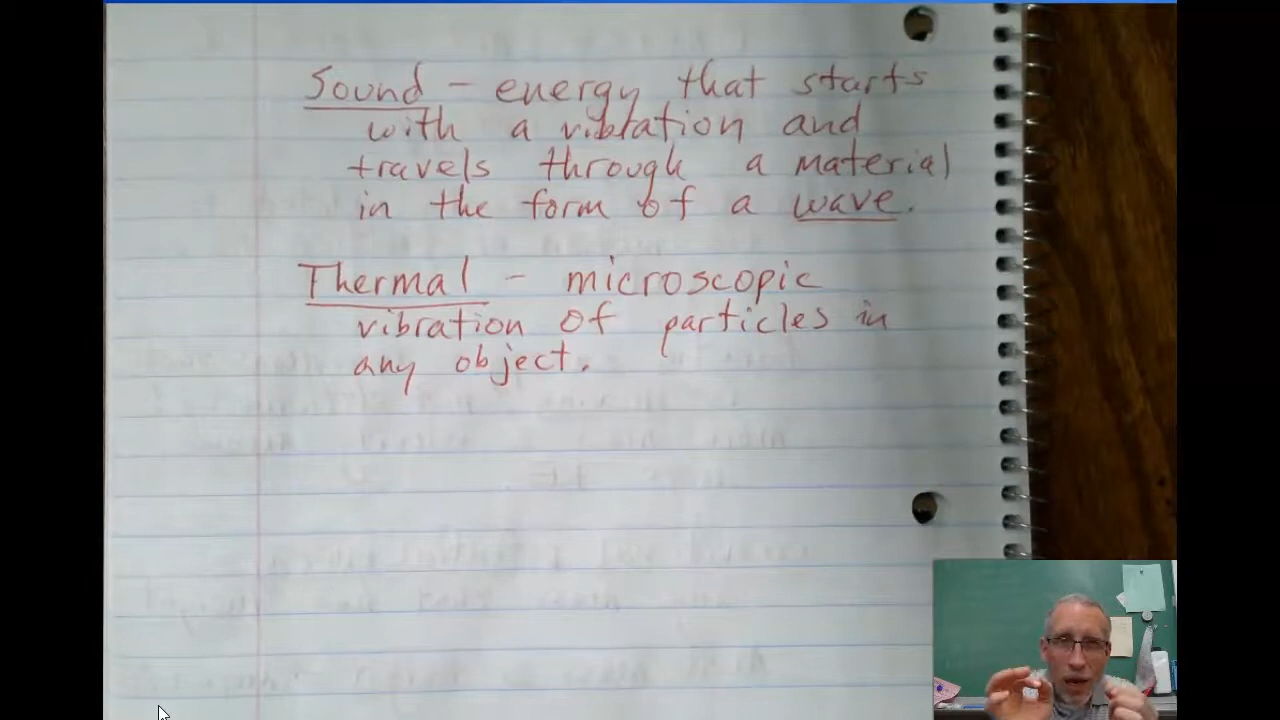 Sound - energy that starts
with a vibration and
travels through a material
in the form of a wave.
Thermal - microscopic
vibration of particles in
any object.